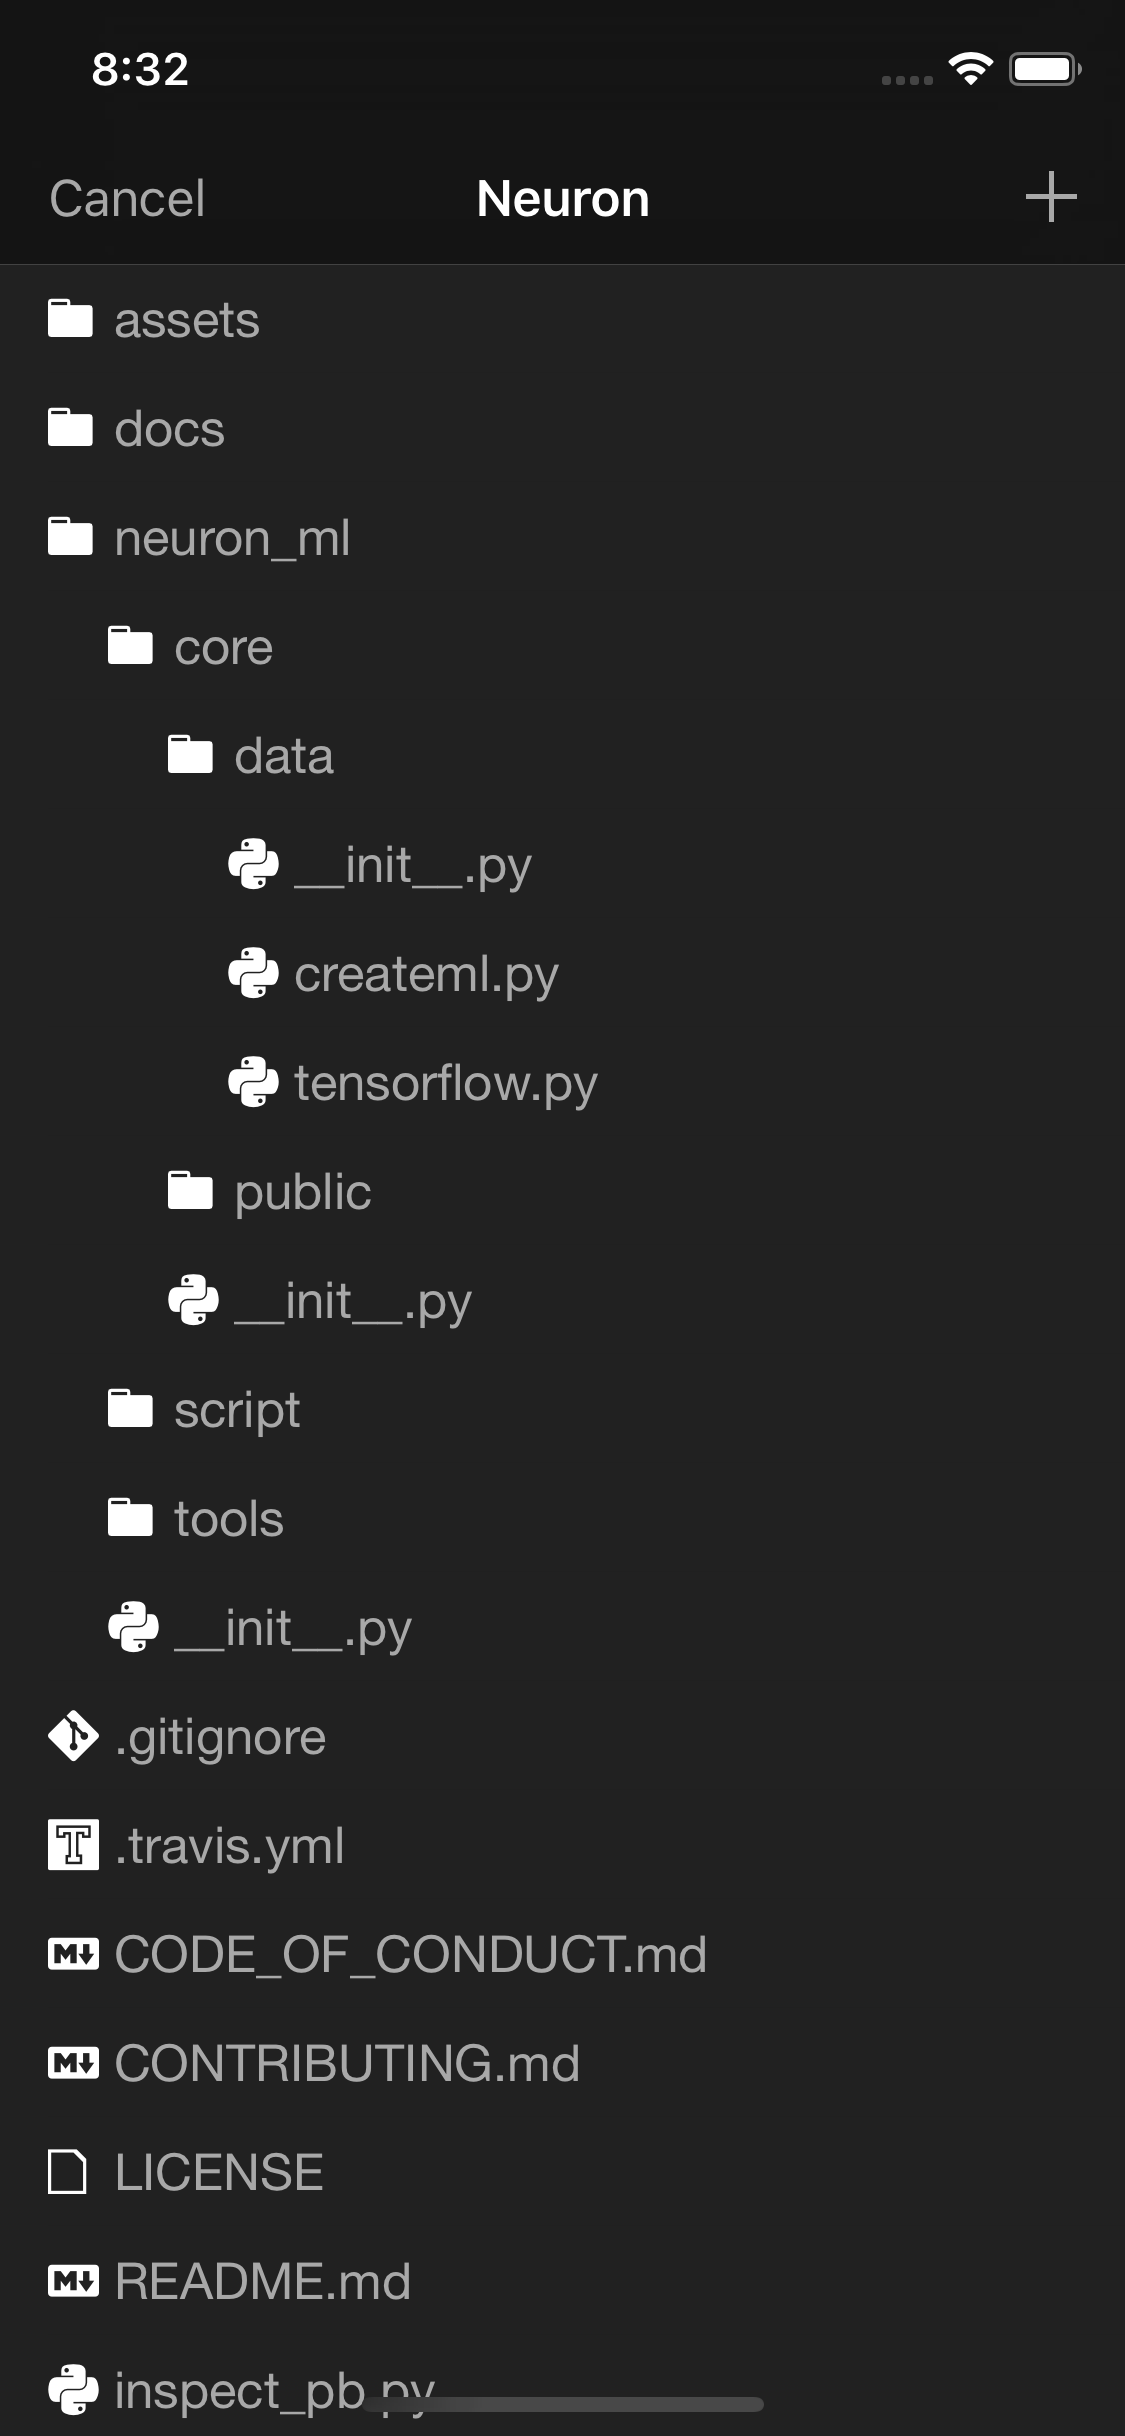 8:32
Cancel Neuron
assets
docs
neuron_ml
core
data
__init__.py
createml.py
tensorflow.py
public
__init__.py
script
tools
__init__.py
.gitignore
.travis.yml
CODE_OF_CONDUCT.md
CONTRIBUTING.md
LICENSE
README.md
inspect_pb.py